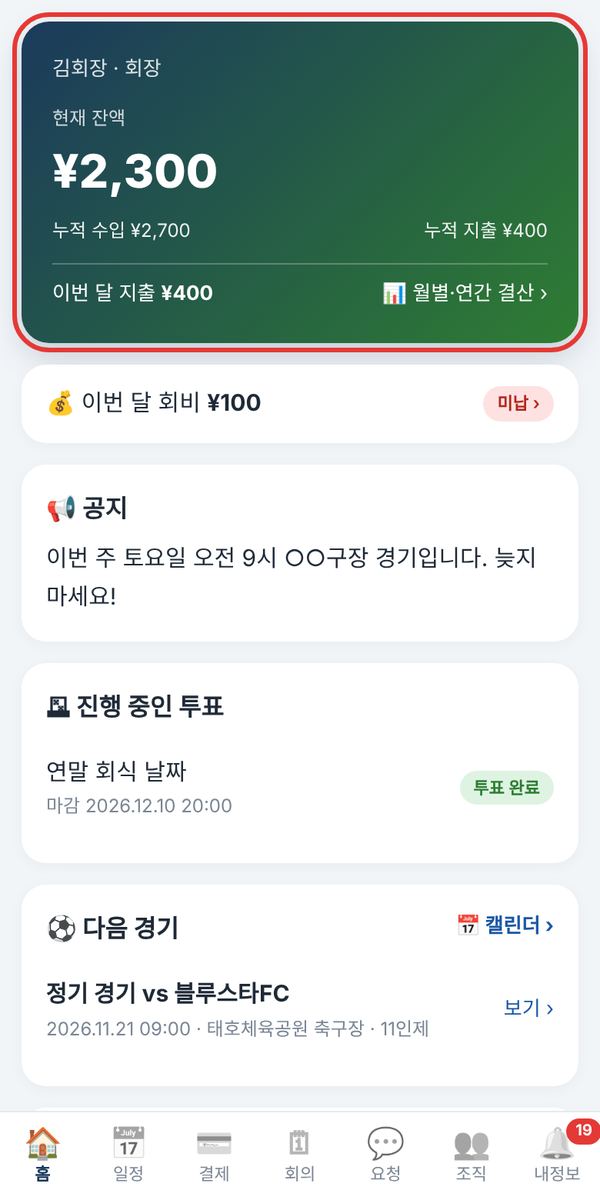 김회장 · 회장
현재 잔액
¥2,300
누적 수입 ¥2,700
누적 지출 ¥400
이번 달 지출 ¥400
📊 월별·연간 결산 ›
💰 이번 달 회비 ¥100
미납 ›
📢 공지
이번 주 토요일 오전 9시 ○○구장 경기입니다. 늦지
마세요!
🗳 진행 중인 투표
연말 회식 날짜
마감 2026.12.10 20:00
투표 완료
⚽ 다음 경기
📅 캘린더 ›
정기 경기 vs 블루스타FC
2026.11.21 09:00 · 태호체육공원 축구장 · 11인제
보기 ›
홈
일정
결제
회의
요청
조직
19
내정보